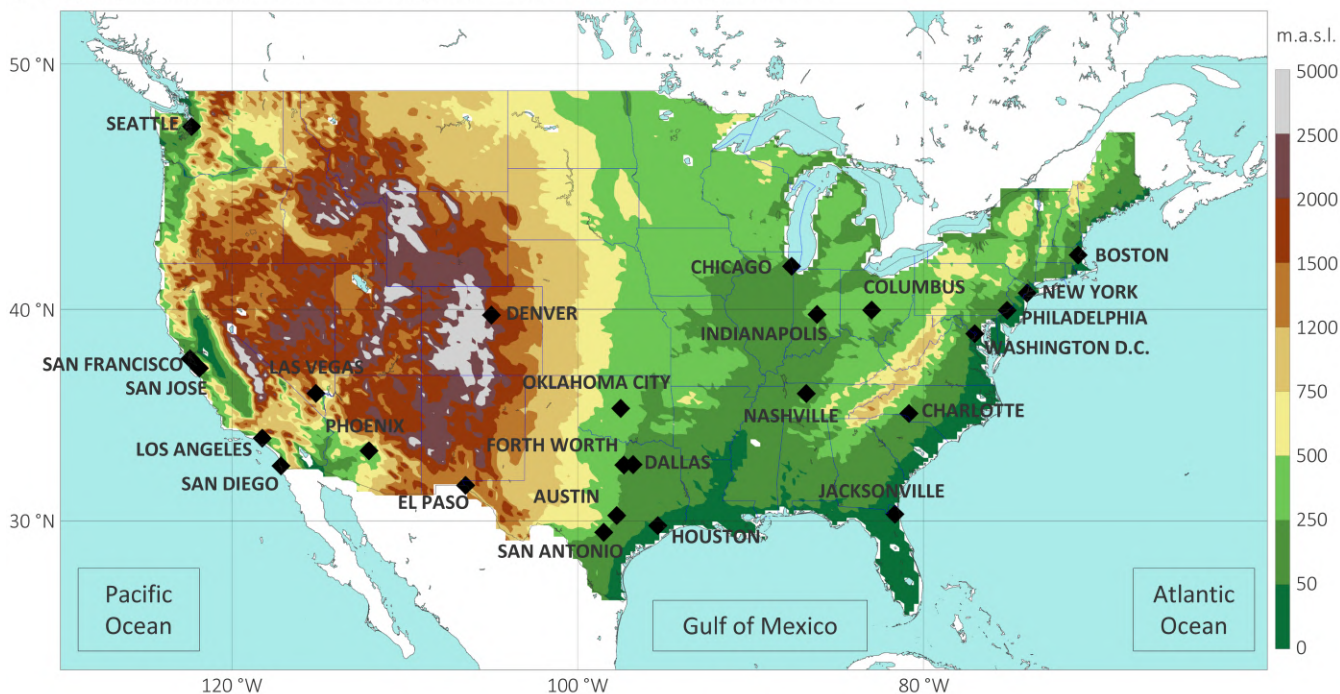 m.a.s.l.
50 °N
5000
SEATTLE
2500
2000
BOSTON
CHICAGO
1500
COLUMBUS
NEW YORK
40 °N
DENVER
PHILADELPHIA
INDIANAPOLIS
1200
WASHINGTON D.C.
SAN FRANCISCO
LAS VEGAS
SAN JOSE
OKLAHOMA CITY
750
NASHVILLE
CHARLOTTE
PHOENIX
FORTH WORTH
LOS ANGELES
DALLAS
500
SAN DIEGO
EL PASO
AUSTIN
JACKSONVILLE
250
30 °N
HOUSTON
SAN ANTONIO
50
Pacific
Ocean
Gulf of Mexico
Atlantic
Ocean
0
120 °W
100 °W
80 °W